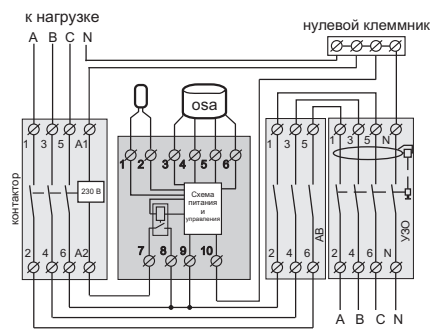 к нагрузке
нулевой клеммник
A B C N
osa
1 3 5 A1
1 2 3 4 5 6
1 3 5
1 3 5 N
контактор
230 В
Схема
питания
и
управления
АВ
УЗО
2 4 6 A2
7 8 9 10
2 4 6
2 4 6 N
A B C N